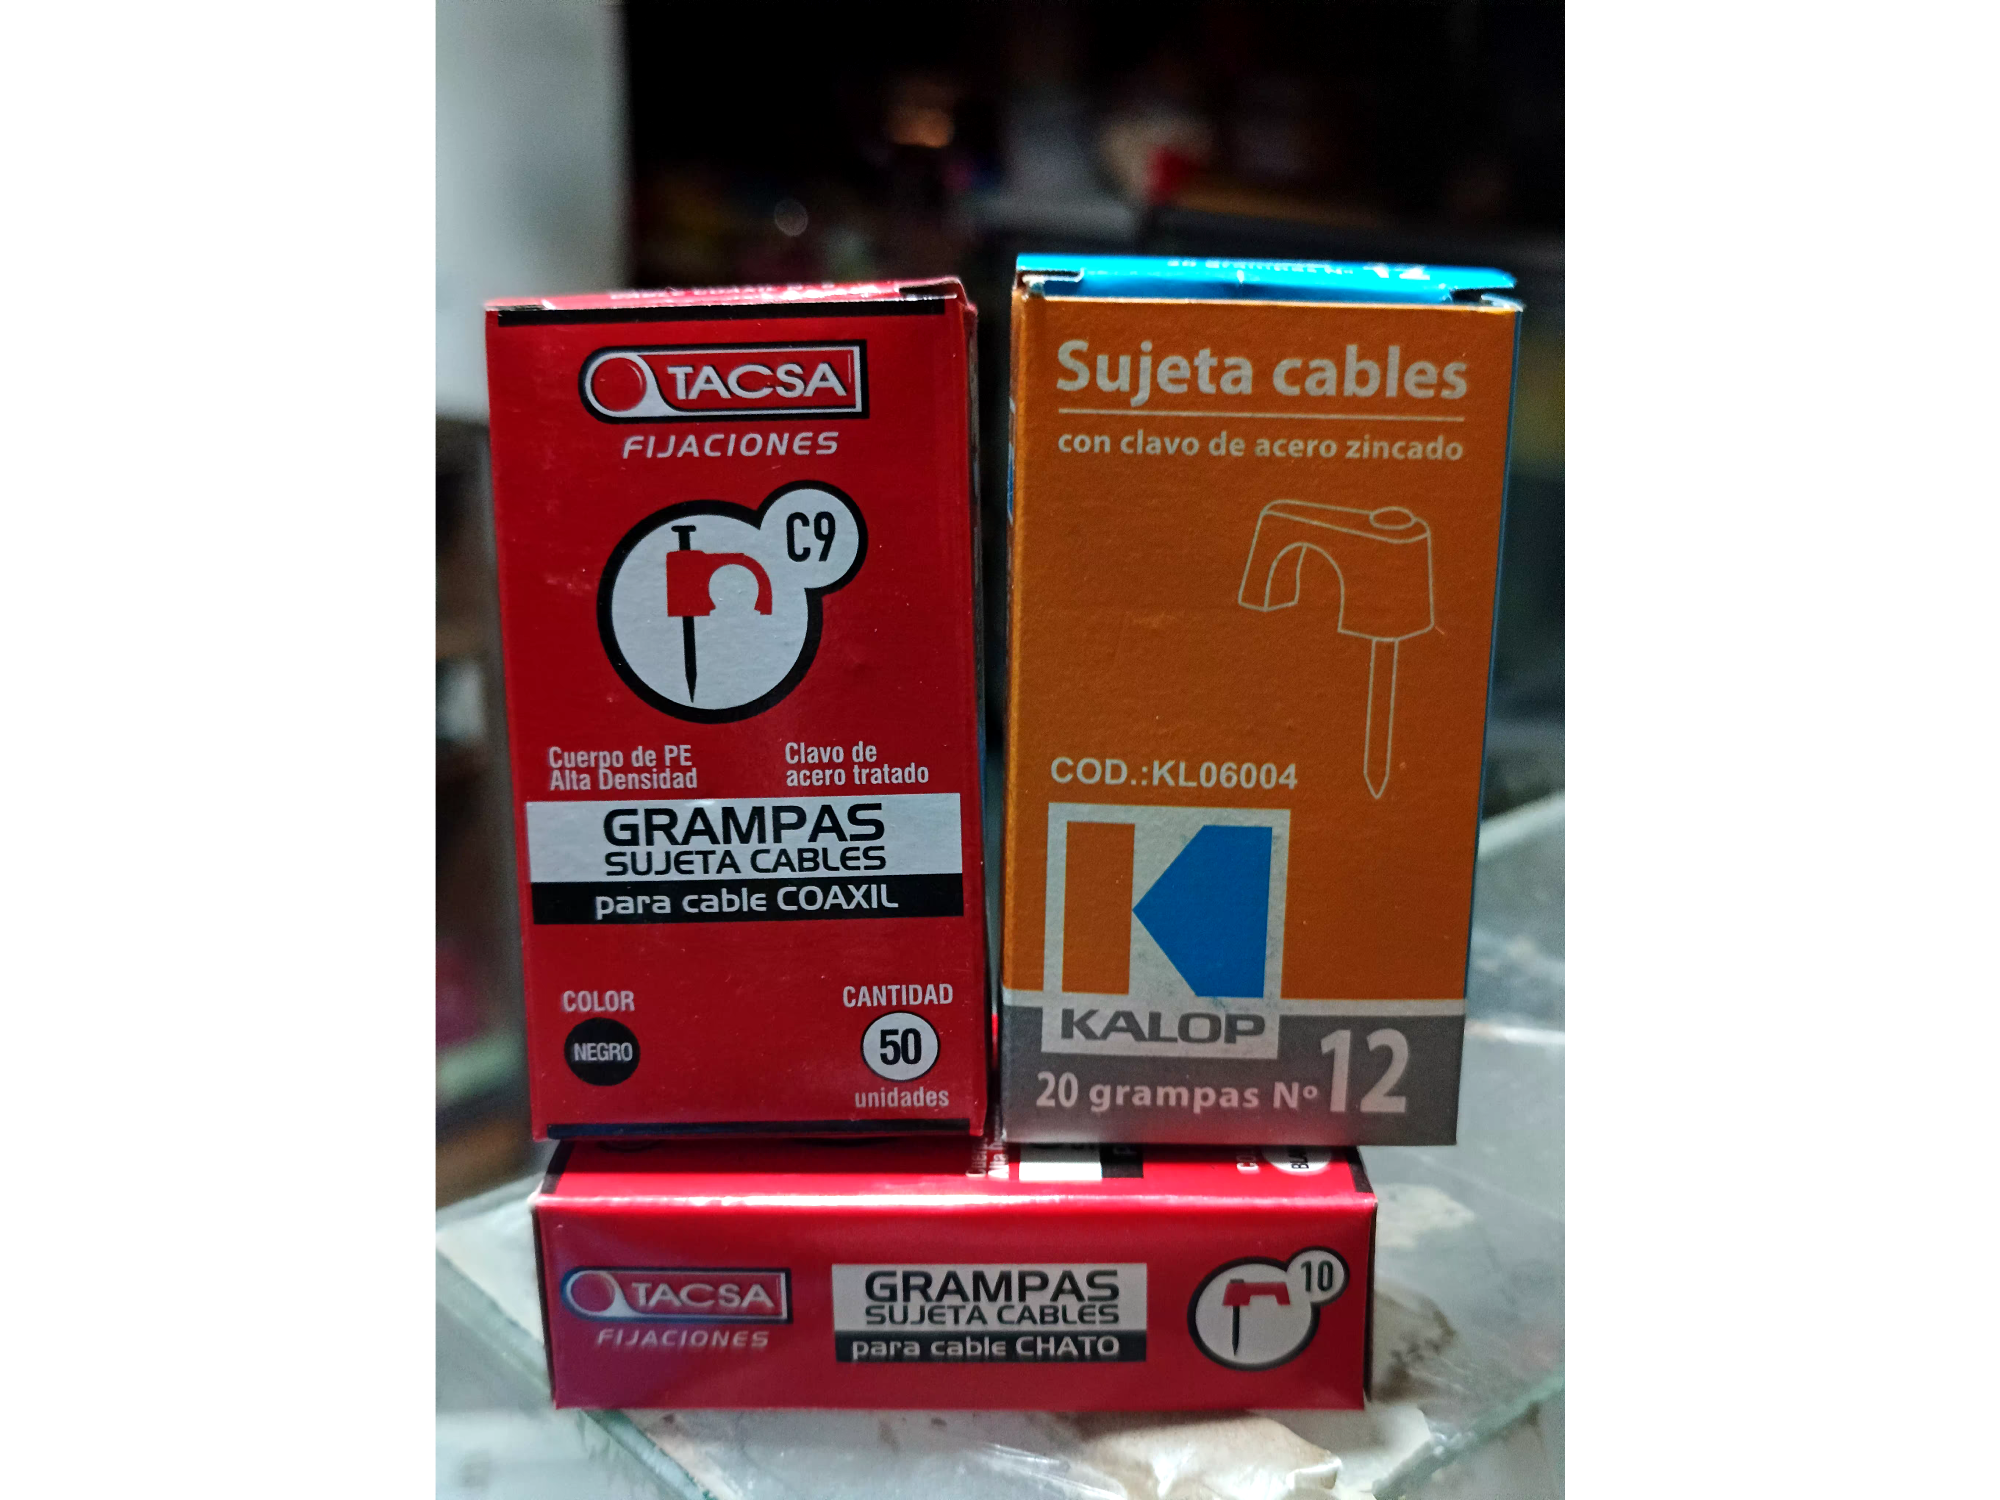 TACSA
FIJACIONES
C9
Cuerpo de PE
Alta Densidad
Clavo de
acero tratado
GRAMPAS
SUJETA CABLES
para cable COAXIL
COLOR
NEGRO
CANTIDAD
50
unidades
Sujeta cables
con clavo de acero zincado
COD.:KL06004
KALOP
20 grampas Nº 12
TACSA
FIJACIONES
GRAMPAS
SUJETA CABLES
para cable CHATO
10